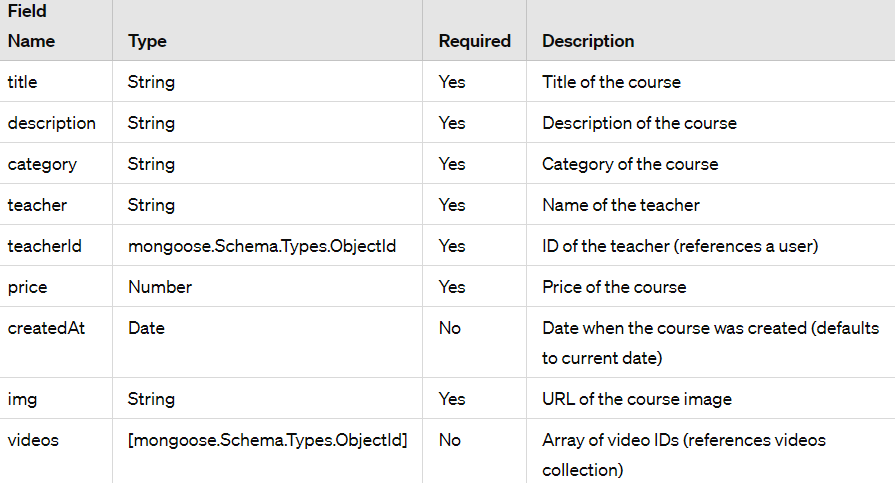 Field
Name Type Required Description
title String Yes Title of the course
description String Yes Description of the course
category String Yes Category of the course
teacher String Yes Name of the teacher
teacherId mongoose.Schema.Types.ObjectId Yes ID of the teacher (references a user)
price Number Yes Price of the course
createdAt Date No Date when the course was created (defaults
to current date)
img String Yes URL of the course image
videos [mongoose.Schema.Types.ObjectId] No Array of video IDs (references videos
collection)